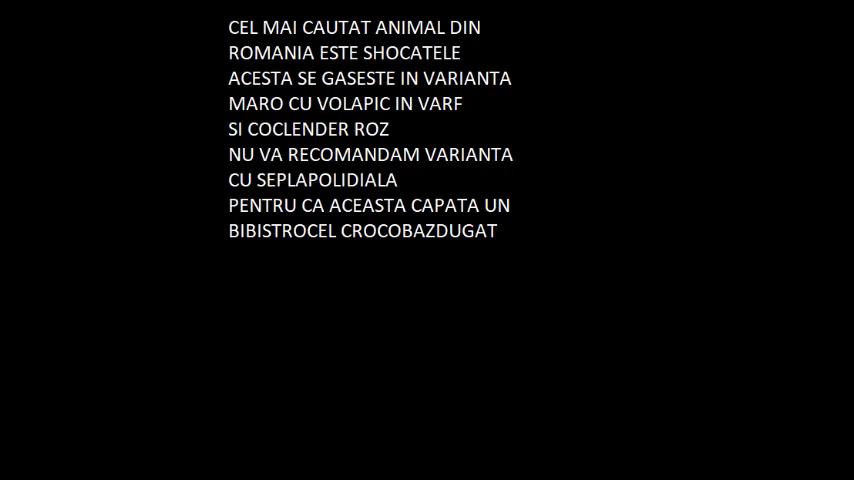 CEL MAI CAUTAT ANIMAL DIN
ROMANIA ESTE SHOCATELE
ACESTA SE GASESTE IN VARIANTA
MARO CU VOLAPIC IN VARF
SI COCLENDER ROZ
NU VA RECOMANDAM VARIANTA
CU SEPLAPOLIDIALA
PENTRU CA ACEASTA CAPATA UN
BIBISTROCEL CROCOBAZDUGAT